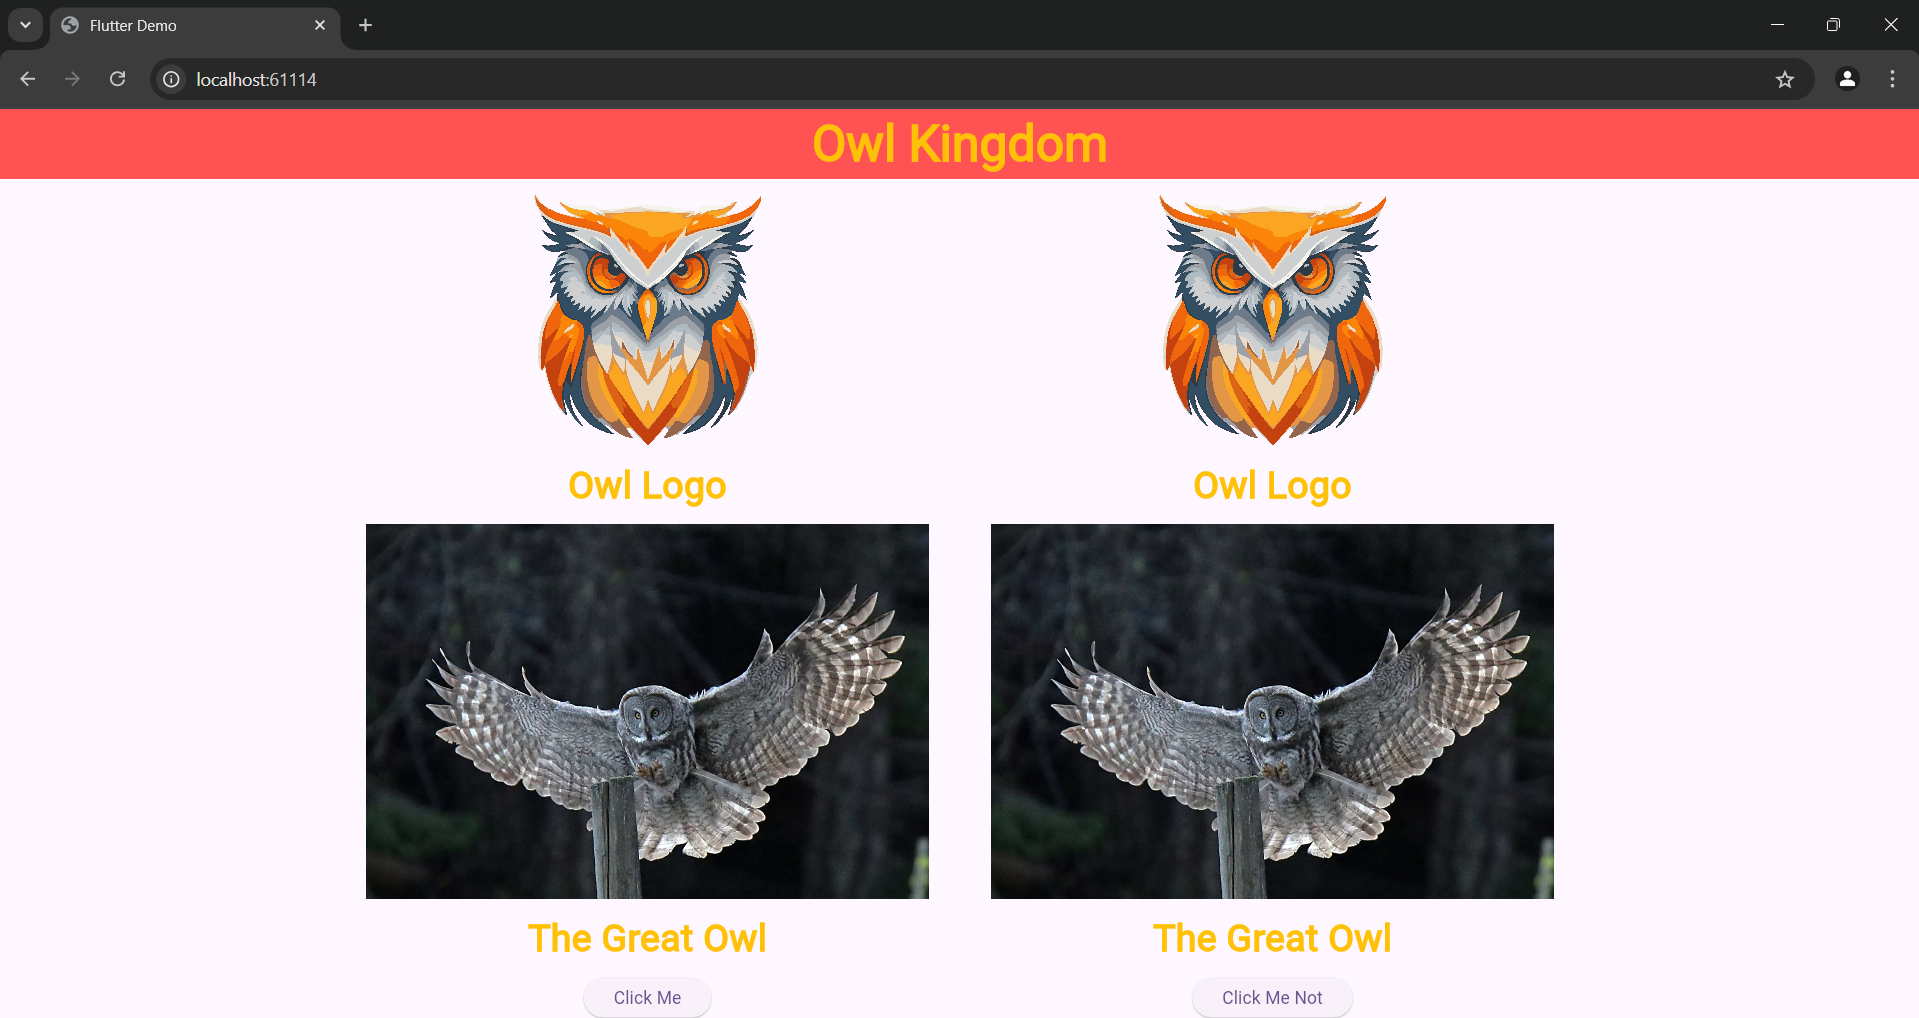 Flutter Demo
localhost:61114
Owl Kingdom
Owl Logo
Owl Logo
The Great Owl
The Great Owl
Click Me
Click Me Not